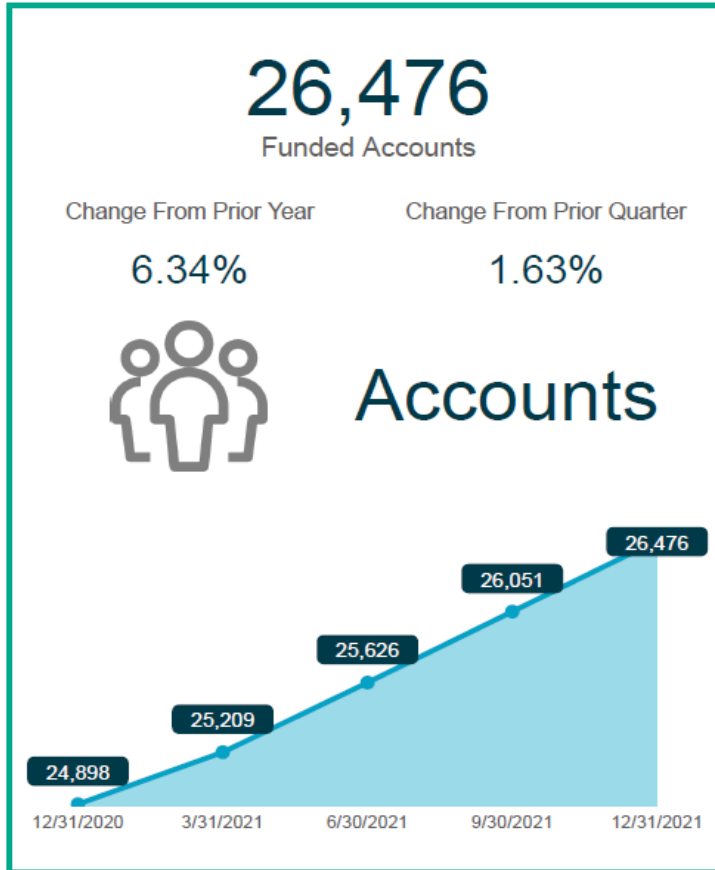 26,476
Funded Accounts
Change From Prior Year Change From Prior Quarter
6.34% 1.63%
Accounts
26,476
26,051
25,626
25,209
24,898
12/31/2020 3/31/2021 6/30/2021 9/30/2021 12/31/2021